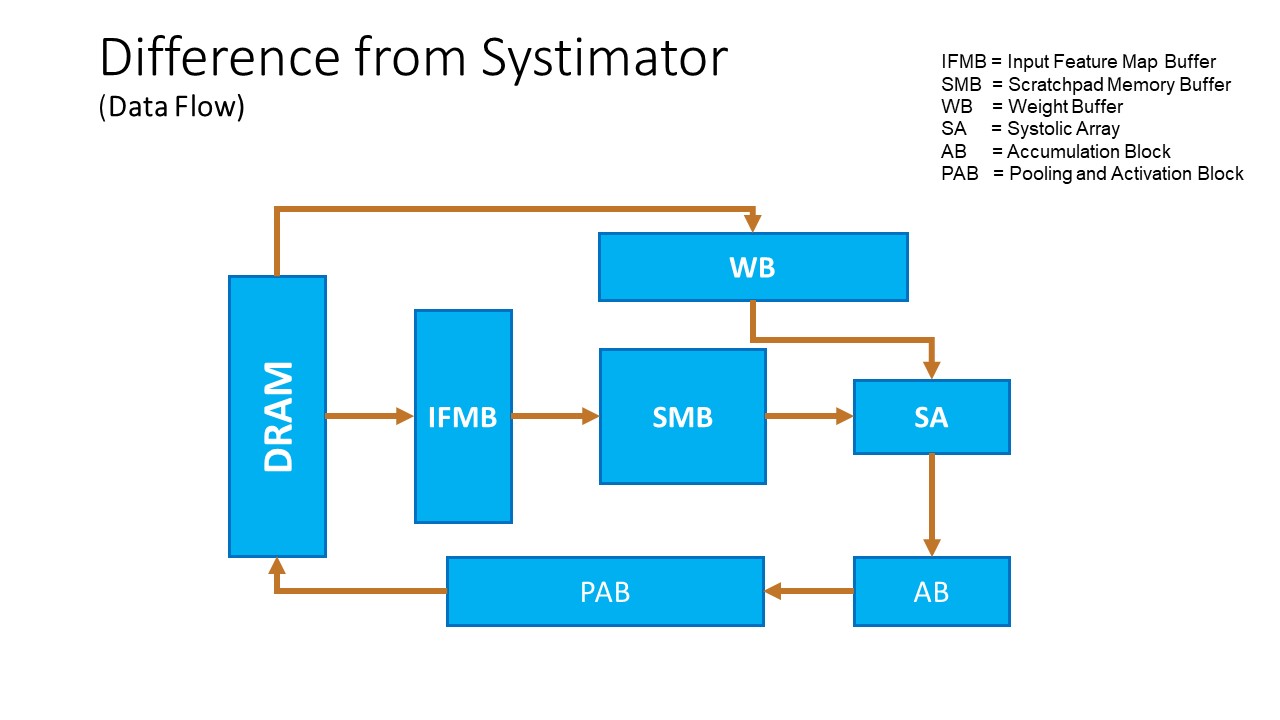 Difference from Systimator
(Data Flow)
IFMB = Input Feature Map Buffer
SMB = Scratchpad Memory Buffer
WB = Weight Buffer
SA = Systolic Array
AB = Accumulation Block
PAB = Pooling and Activation Block
WB
DRAM
IFMB
SMB
SA
PAB
AB